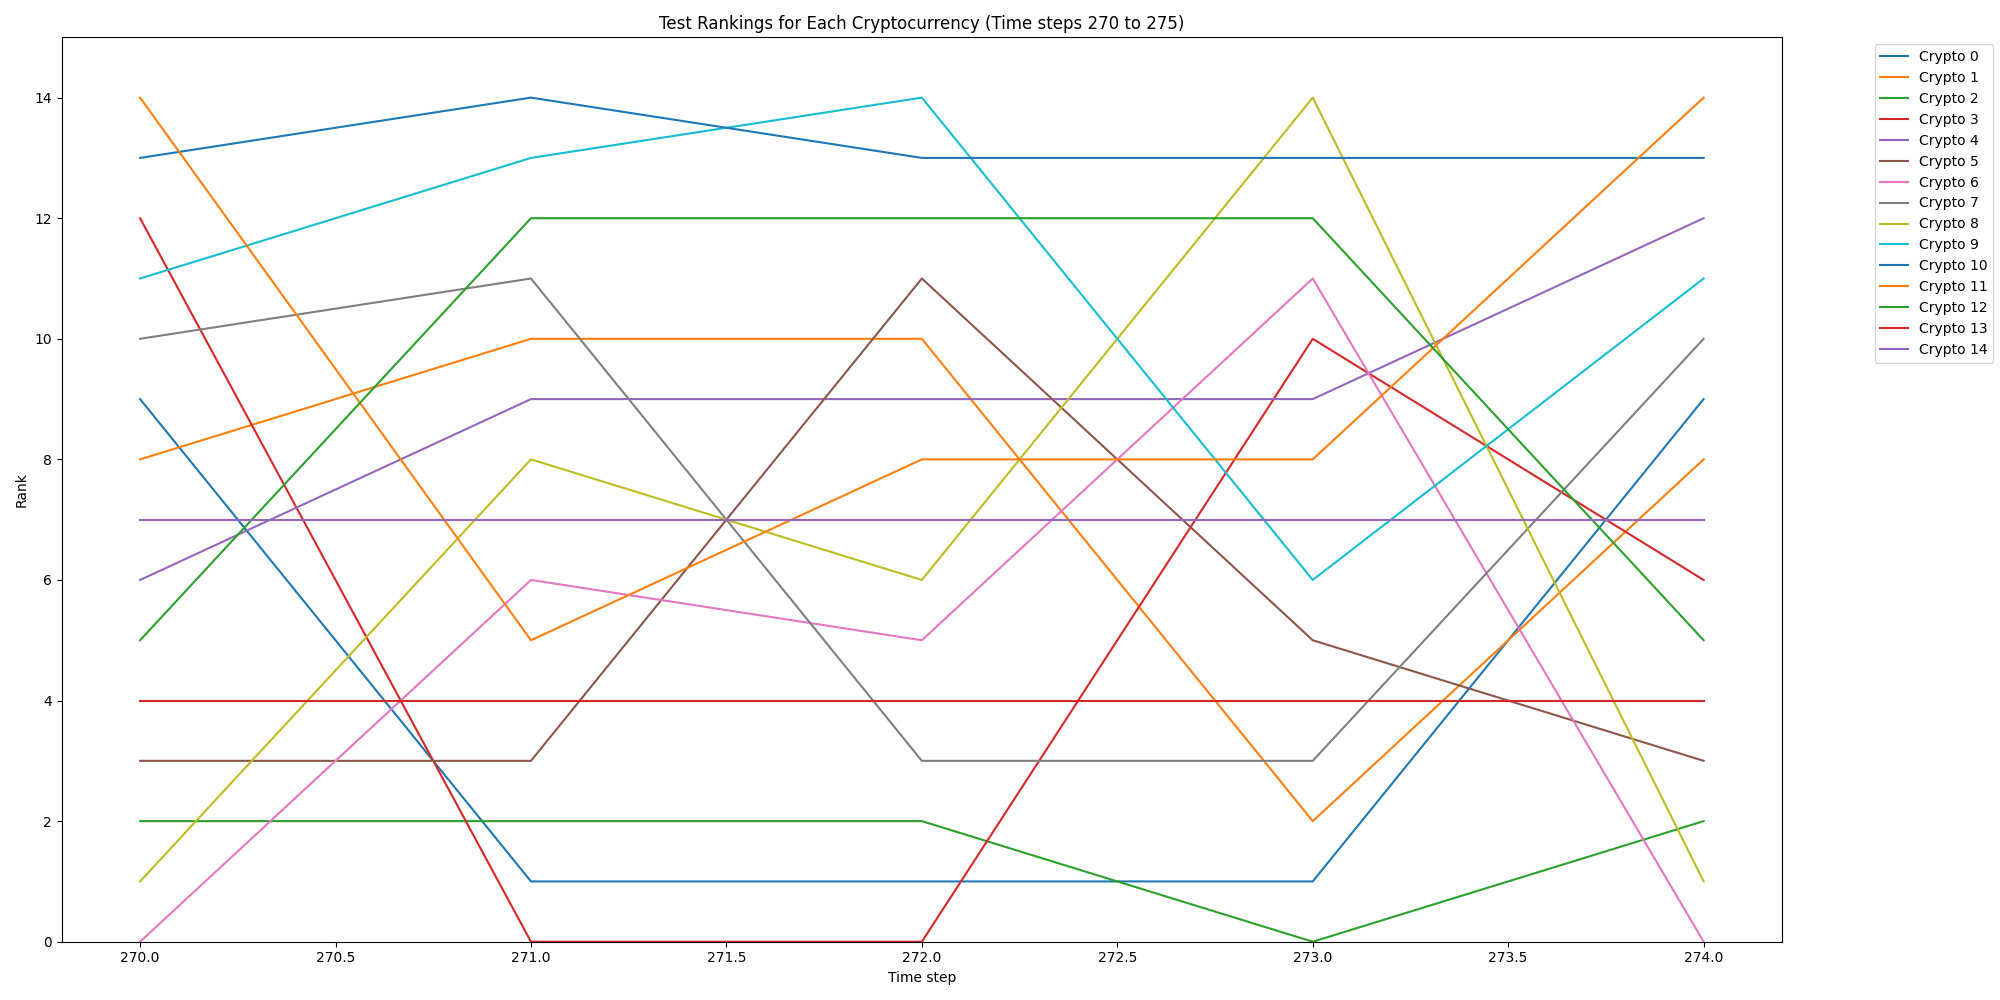 Test Rankings for Each Cryptocurrency (Time steps 270 to 275)
Rank
14
12
10
8
6
4
2
0
270.0 270.5 271.0 271.5 272.0 272.5 273.0 273.5 274.0
Time step
Crypto 0
Crypto 1
Crypto 2
Crypto 3
Crypto 4
Crypto 5
Crypto 6
Crypto 7
Crypto 8
Crypto 9
Crypto 10
Crypto 11
Crypto 12
Crypto 13
Crypto 14